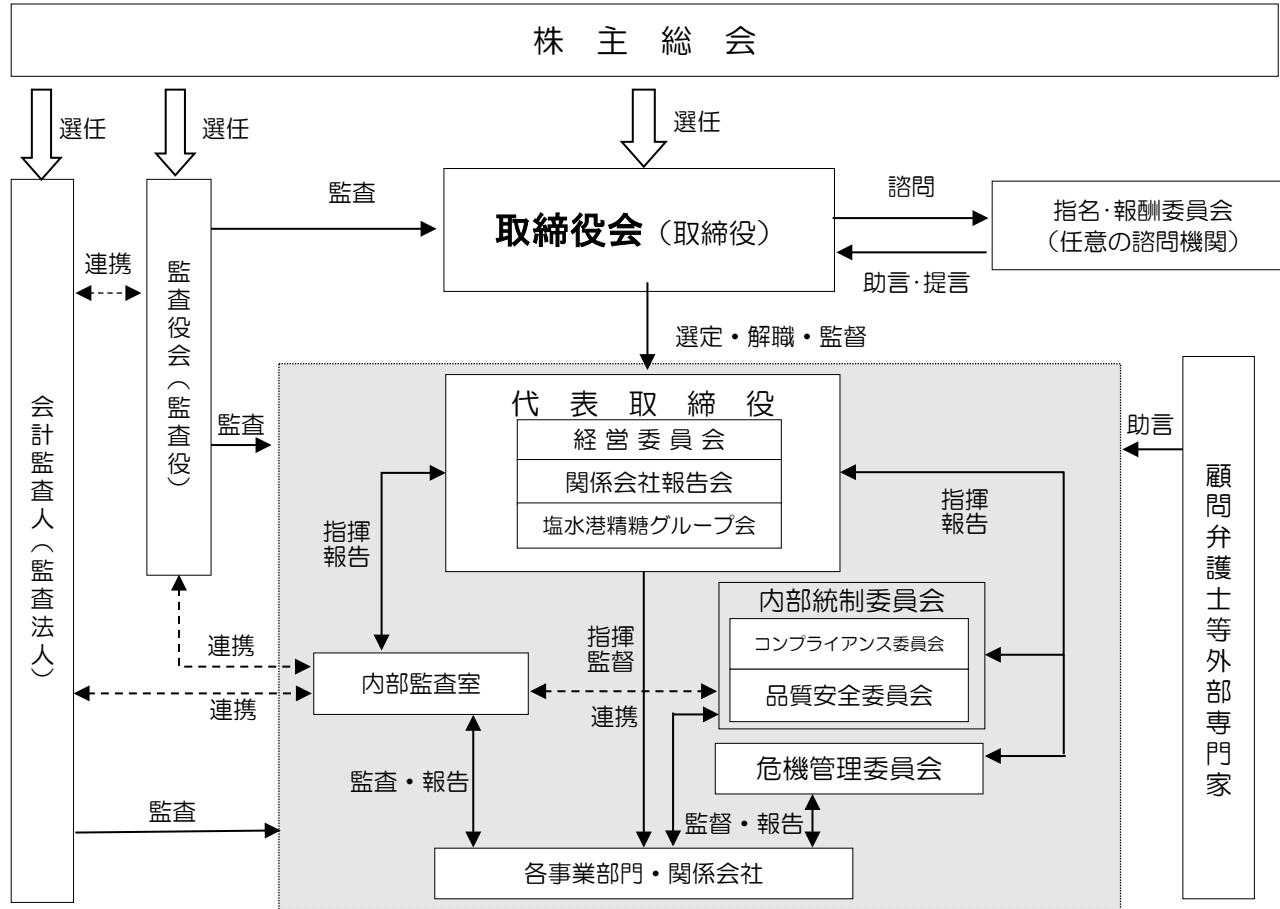 株主総会
選任
選任
選任
監査
取締役会（取締役）
諮問
助言･提言
指名･報酬委員会
（任意の諮問機関）
連携
監査役会（監査役）
会計監査人（監査法人）
選定・解職・監督
監査
代表取締役
経営委員会
関係会社報告会
塩水港精糖グループ会
助言
顧問弁護士等外部専門家
指揮
報告
指揮
報告
内部統制委員会
コンプライアンス委員会
品質安全委員会
指揮
監督
連携
内部監査室
連携
連携
危機管理委員会
監査・報告
監査
監督・報告
各事業部門・関係会社